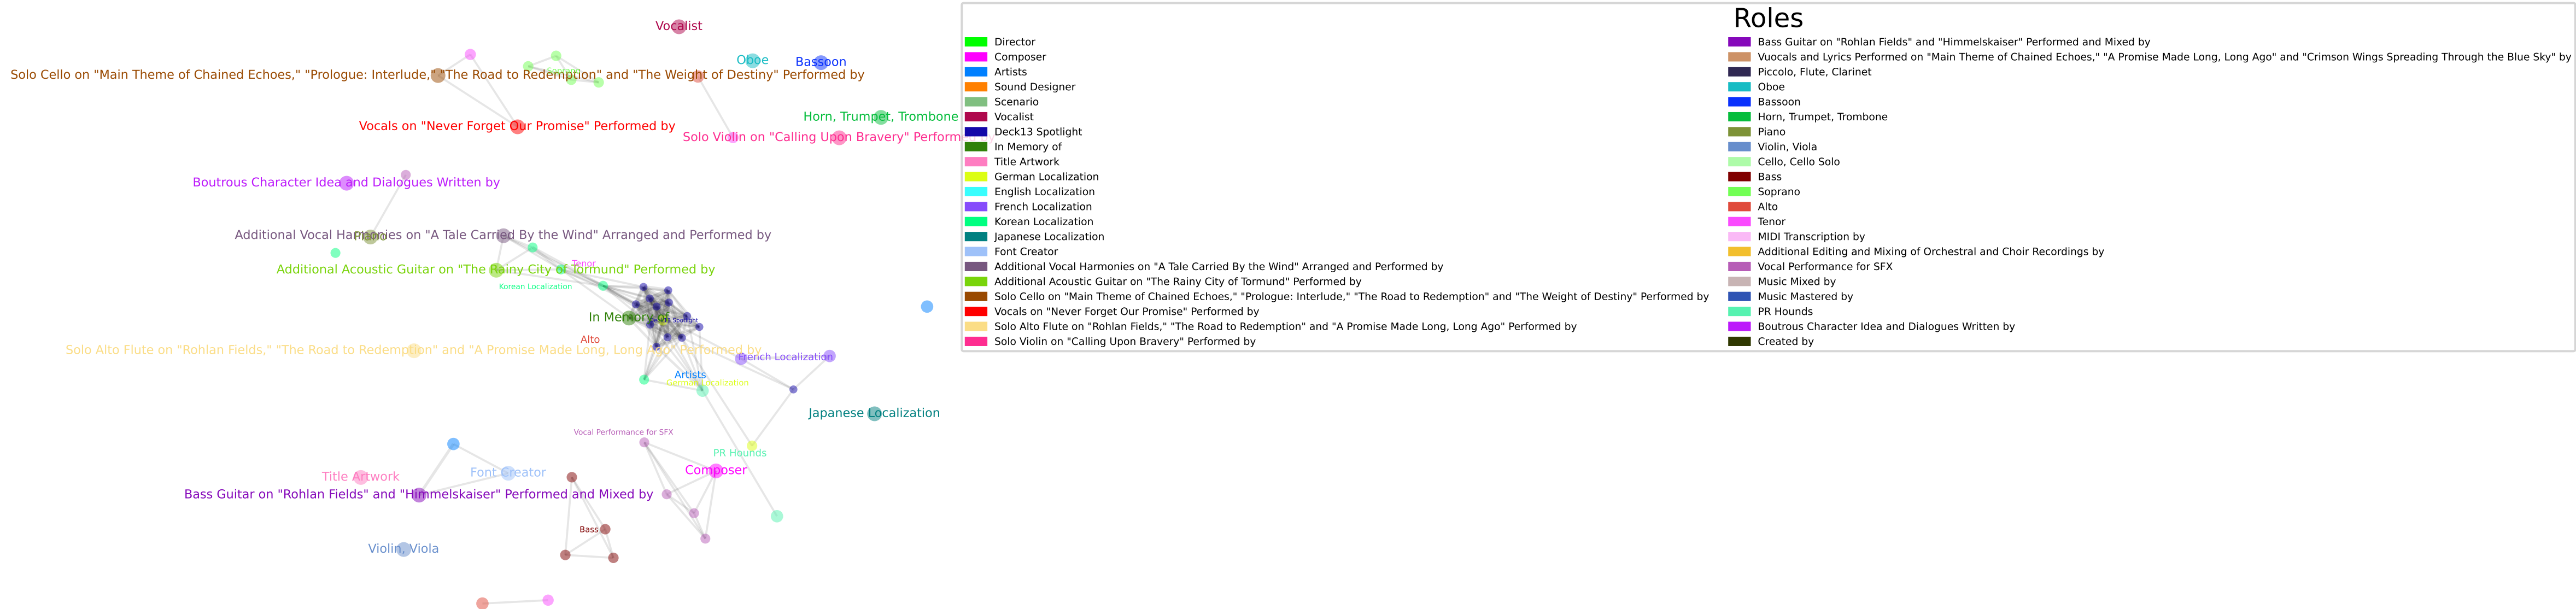 Vocalist
Oboe
Bassoon
Solo Cello on "Main Theme of Chained Echoes," "Prologue: Interlude," "The Road to Redemption" and "The Weight of Destiny" Performed by
Horn, Trumpet, Trombone
Vocals on "Never Forget Our Promise" Performed by
Solo Violin on "Calling Upon Bravery" Perform
Boutrous Character Idea and Dialogues Written by
Piano
Additional Vocal Harmonies on "A Tale Carried By the Wind" Arranged and Performed by
Tenor
Additional Acoustic Guitar on "The Rainy City of Tormund" Performed by
Korean Localization
In Memory of
Deck13 Spotlight
Alto
Solo Alto Flute on "Rohlan Fields," "The Road to Redemption" and "A Promise Made Long, Long Ago" Performed by
French Localization
Artists
German Localization
Japanese Localization
Vocal Performance for SFX
PR Hounds
Composer
Title Artwork
Font Creator
Bass Guitar on "Rohlan Fields" and "Himmelskaiser" Performed and Mixed by
Bass
Violin, Viola
Roles
Director
Composer
Artists
Sound Designer
Scenario
Vocalist
Deck13 Spotlight
In Memory of
Title Artwork
German Localization
English Localization
French Localization
Korean Localization
Japanese Localization
Font Creator
Additional Vocal Harmonies on "A Tale Carried By the Wind" Arranged and Performed by
Additional Acoustic Guitar on "The Rainy City of Tormund" Performed by
Solo Cello on "Main Theme of Chained Echoes," "Prologue: Interlude," "The Road to Redemption" and "The Weight of Destiny" Performed by
Vocals on "Never Forget Our Promise" Performed by
Solo Alto Flute on "Rohlan Fields," "The Road to Redemption" and "A Promise Made Long, Long Ago" Performed by
Solo Violin on "Calling Upon Bravery" Performed by
Bass Guitar on "Rohlan Fields" and "Himmelskaiser" Performed and Mixed by
Vuocals and Lyrics Performed on "Main Theme of Chained Echoes," "A Promise Made Long, Long Ago" and "Crimson Wings Spreading Through the Blue Sky" by
Piccolo, Flute, Clarinet
Oboe
Bassoon
Horn, Trumpet, Trombone
Piano
Violin, Viola
Cello, Cello Solo
Bass
Soprano
Alto
Tenor
MIDI Transcription by
Additional Editing and Mixing of Orchestral and Choir Recordings by
Vocal Performance for SFX
Music Mixed by
Music Mastered by
PR Hounds
Boutrous Character Idea and Dialogues Written by
Created by